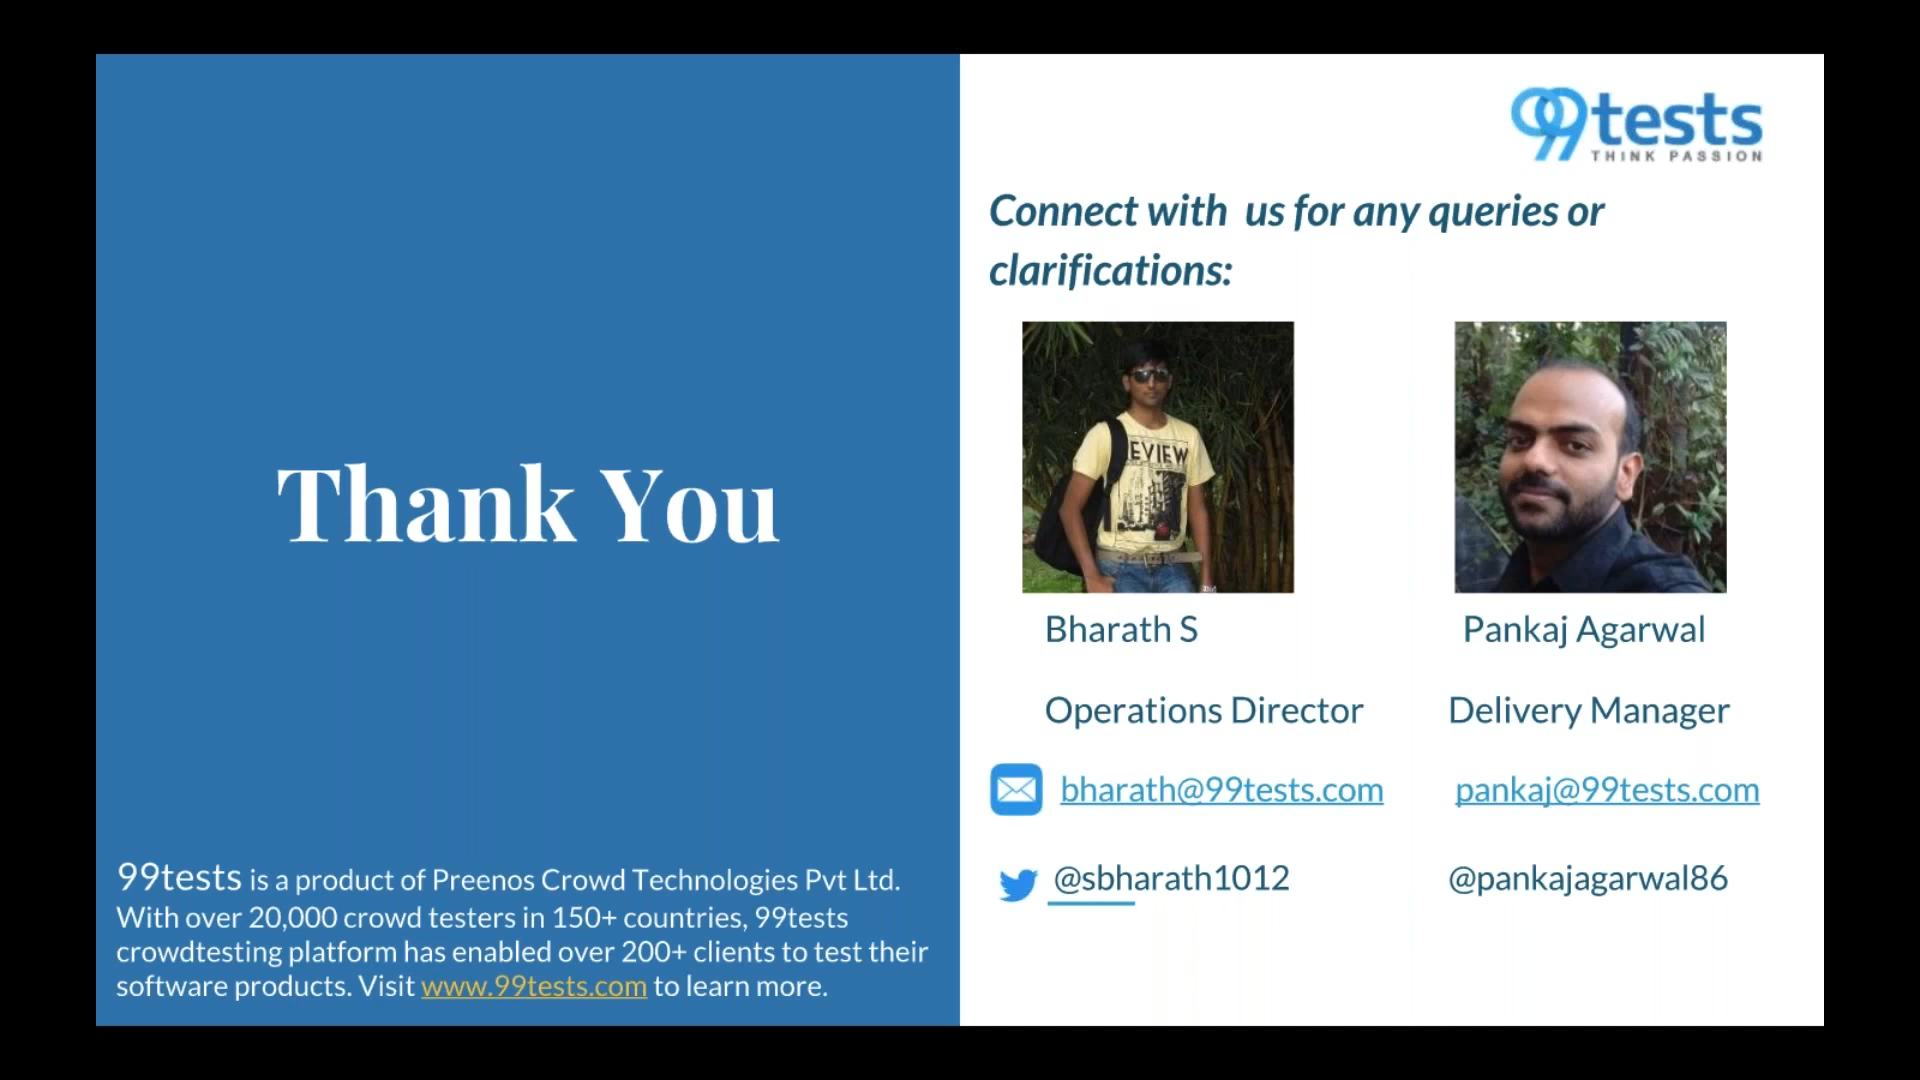 Thank You
99tests is a product of Preenos Crowd Technologies Pvt Ltd.
With over 20,000 crowd testers in 150+ countries, 99tests
crowdtesting platform has enabled over 200+ clients to test their
software products. Visit www.99tests.com to learn more.
99tests
THINK PASSION
Connect with us for any queries or
clarifications:
EVIEW
Bharath S
Pankaj Agarwal
Operations Director
Delivery Manager
bharath@99tests.com
pankaj@99tests.com
@sbharath1012
@pankajagarwal86